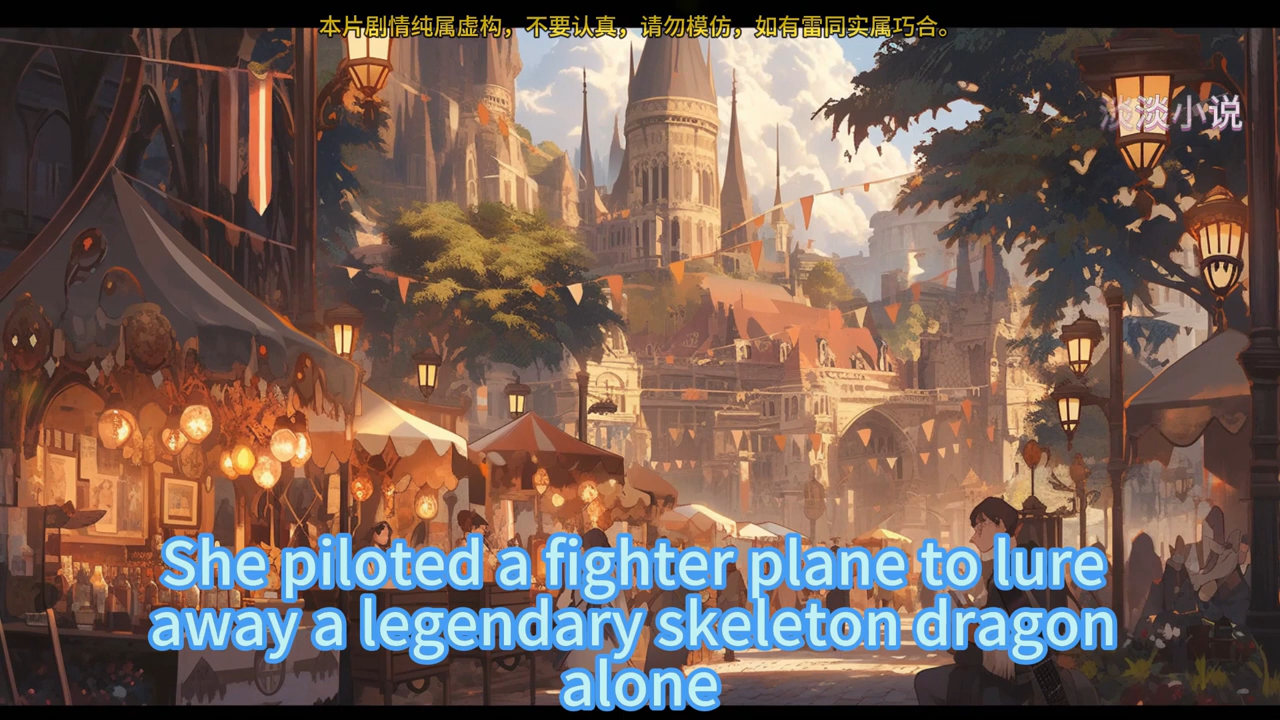 本片剧情纯属虚构，不要认真，请勿模仿，如有雷同实属巧合。
淡淡小说
She piloted a fighter plane to lure
away a legendary skeleton dragon
alone